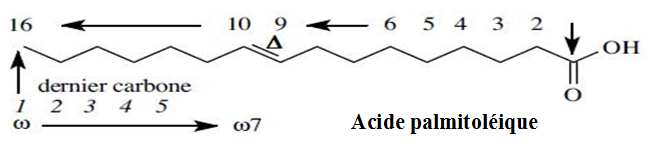 16 10 9 6 5 4 3 2
Δ
OH
O
dernier carbone
1 2 3 4 5
ω ω7
Acide palmitoléique